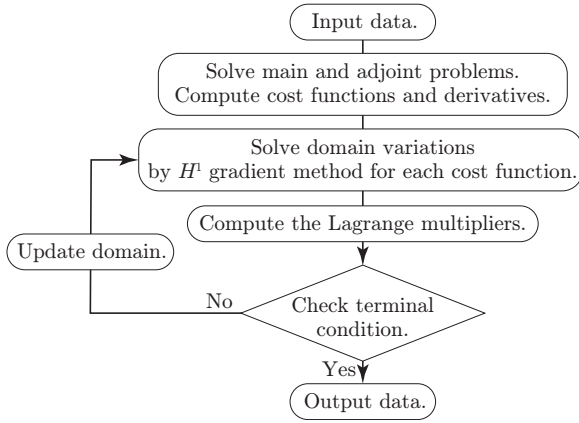 Input data.
Solve main and adjoint problems.
Compute cost functions and derivatives.
Solve domain variations
by H¹ gradient method for each cost function.
Compute the Lagrange multipliers.
Update domain.
No
Check terminal
condition.
Yes
Output data.